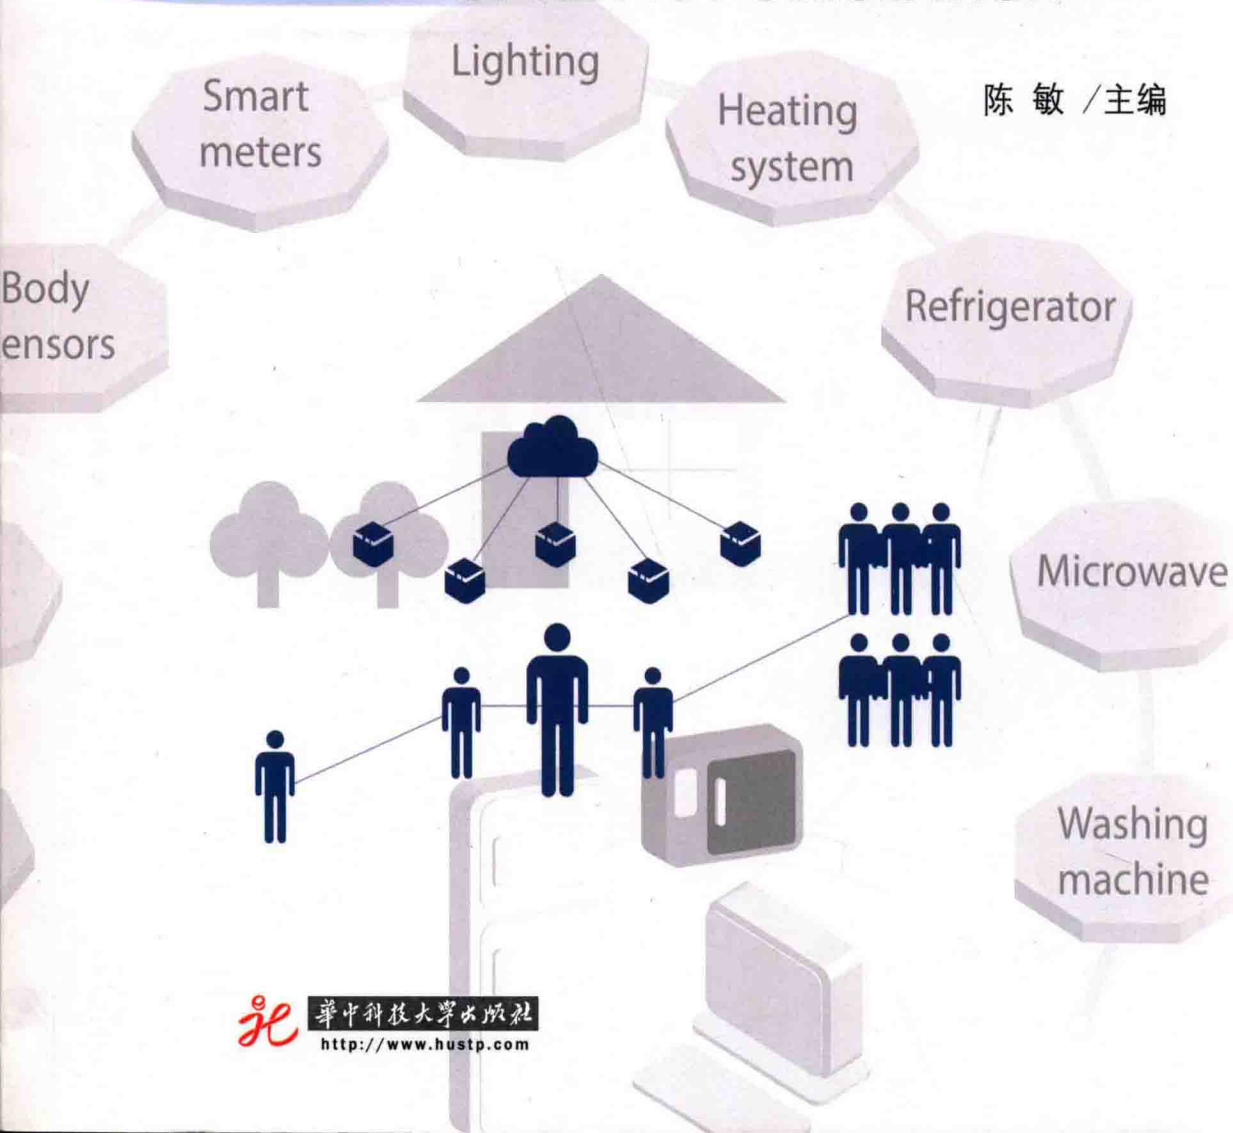 Lighting
Smart
meters
Heating
system
陈 敏 /主编
Body
ensors
Refrigerator
Microwave
Washing
machine
華中科技大學出版社
http://www.hustp.com